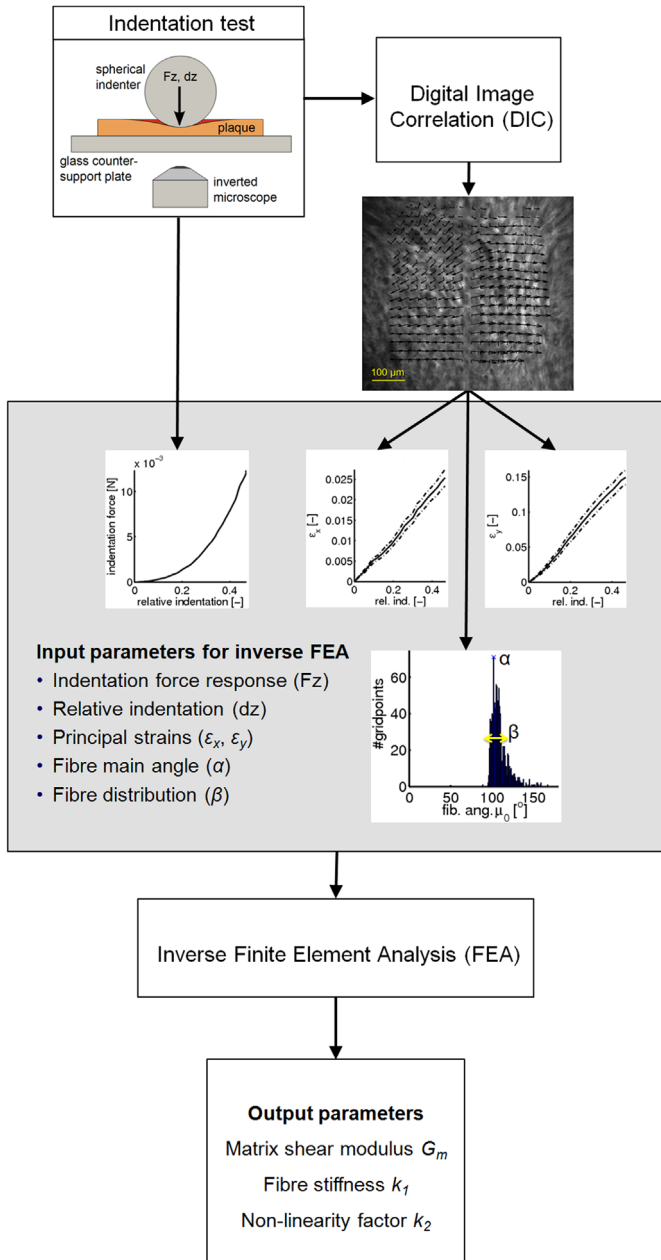 Indentation test
spherical
indenter
Fz, dz
plaque
glass counter-
support plate
inverted
microscope
Digital Image
Correlation (DIC)
100 µm
x 10⁻³
10
5
0
0
0.2
0.4
indentation force [N]
relative indentation [–]
0.025
0.02
0.015
0.01
0.005
0
0.2
0.4
εx [–]
rel. ind. [–]
0.15
0.1
0.05
0
0.2
0.4
εy [–]
rel. ind. [–]
Input parameters for inverse FEA
• Indentation force response (Fz)
• Relative indentation (dz)
• Principal strains (εx, εy)
• Fibre main angle (α)
• Fibre distribution (β)
α
β
60
40
20
0
0
50
100
150
#gridpoints
fib. ang.μ0 [°]
Inverse Finite Element Analysis (FEA)
Output parameters
Matrix shear modulus Gm
Fibre stiffness k1
Non-linearity factor k2